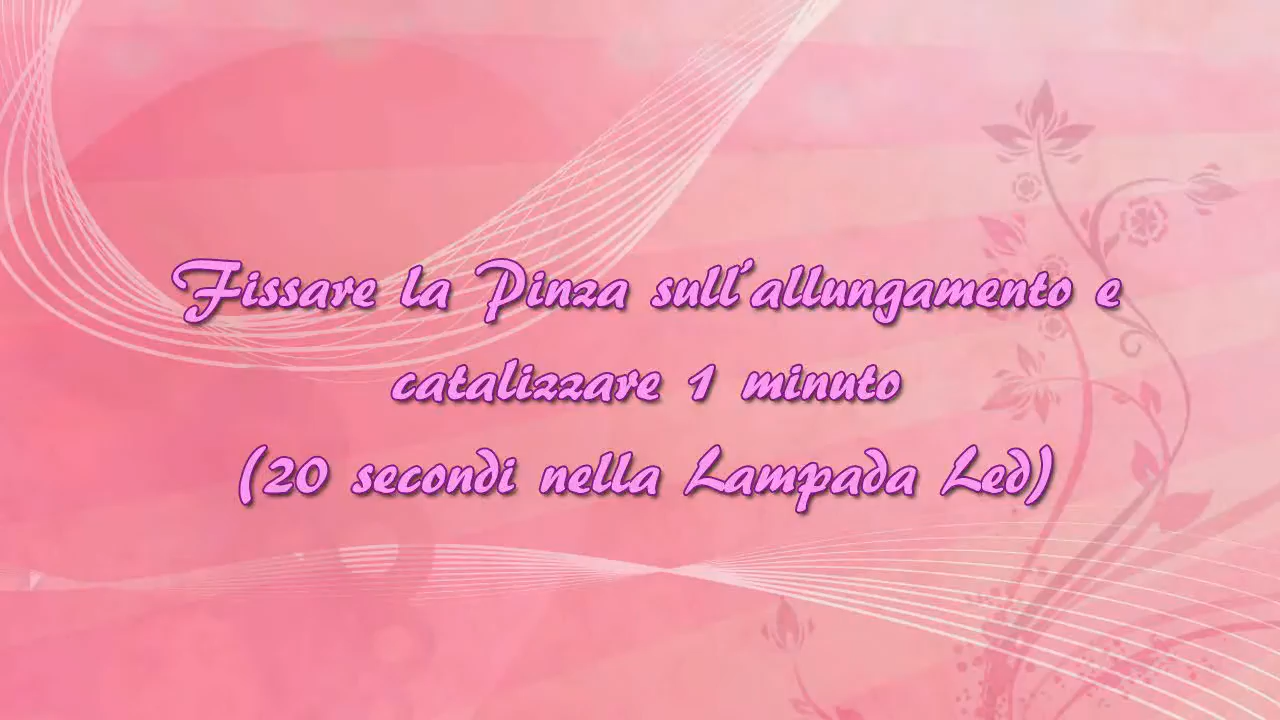 Fissare la Pinza sull'allungamento e
catalizzare 1 minuto
(20 secondi nella Lampada Led)